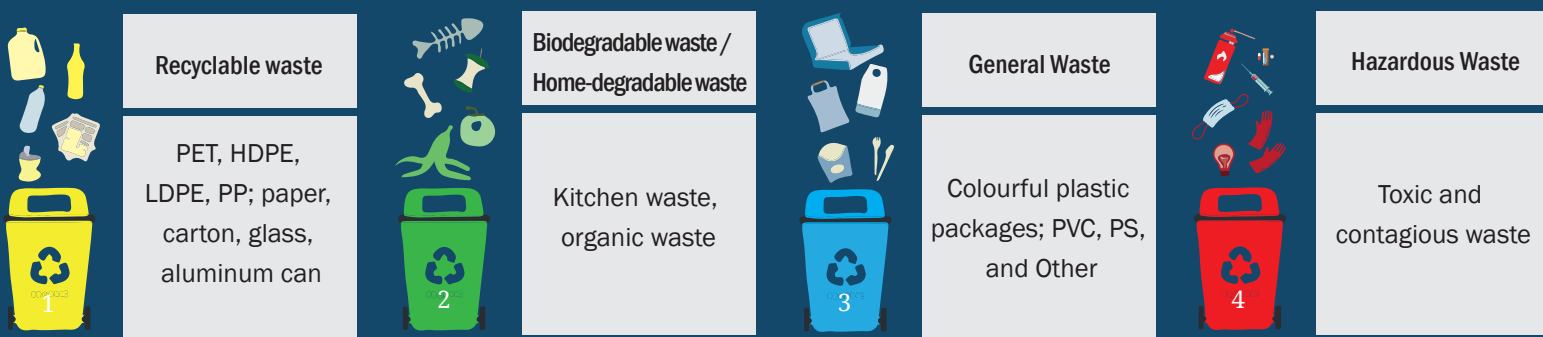 Recyclable waste
PET, HDPE,
LDPE, PP; paper,
carton, glass,
aluminum can
1
Biodegradable waste /
Home-degradable waste
Kitchen waste,
organic waste
2
General Waste
Colourful plastic
packages; PVC, PS,
and Other
3
Hazardous Waste
Toxic and
contagious waste
4